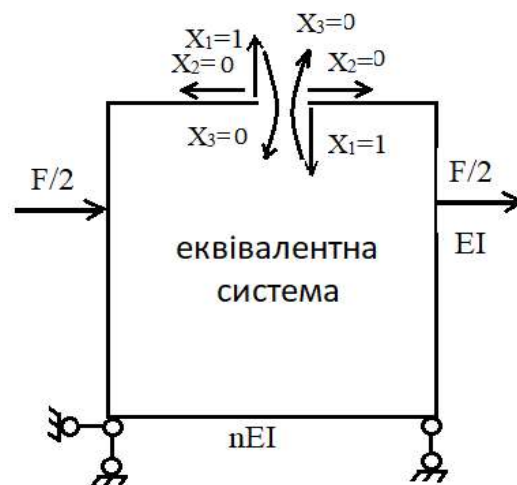 X₃=0
X₁=1
X₂=0
X₂=0
X₃=0
X₁=1
F/2
F/2
EI
еквівалентна
система
nEI